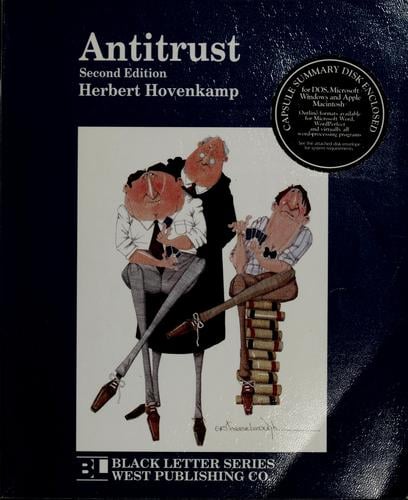 Antitrust
Second Edition
Herbert Hovenkamp
CAPSULE SUMMARY DISK ENCLOSED
for DOS, Microsoft
Windows and Apple
Macintosh
Outline formats available
for Microsoft Word,
WordPerfect
and virtually all
word-processing programs
See the attached disk envelope
for system requirements.
BLACK LETTER SERIES
WEST PUBLISHING CO.